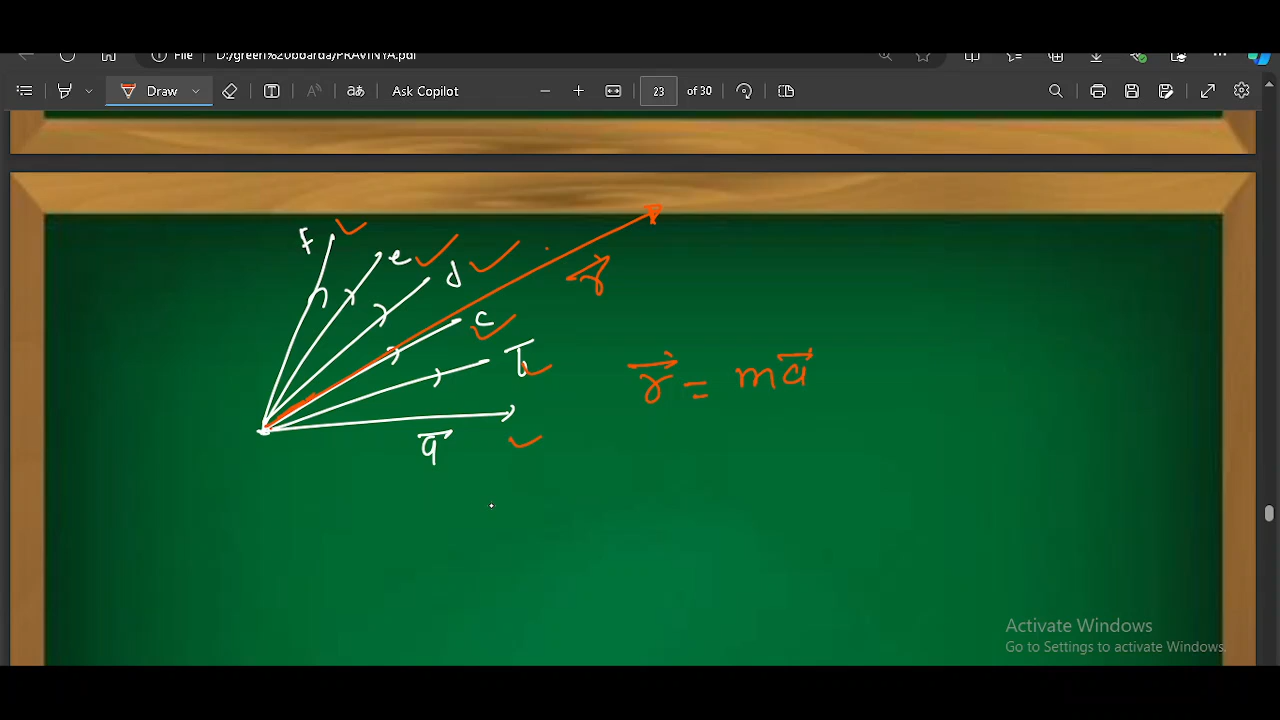 File D:/green%20boarda/PRAVINYA.pdf
Draw Ask Copilot 23 of 30
f
e
d
r
c
b
r = ma
a
Activate Windows
Go to Settings to activate Windows.